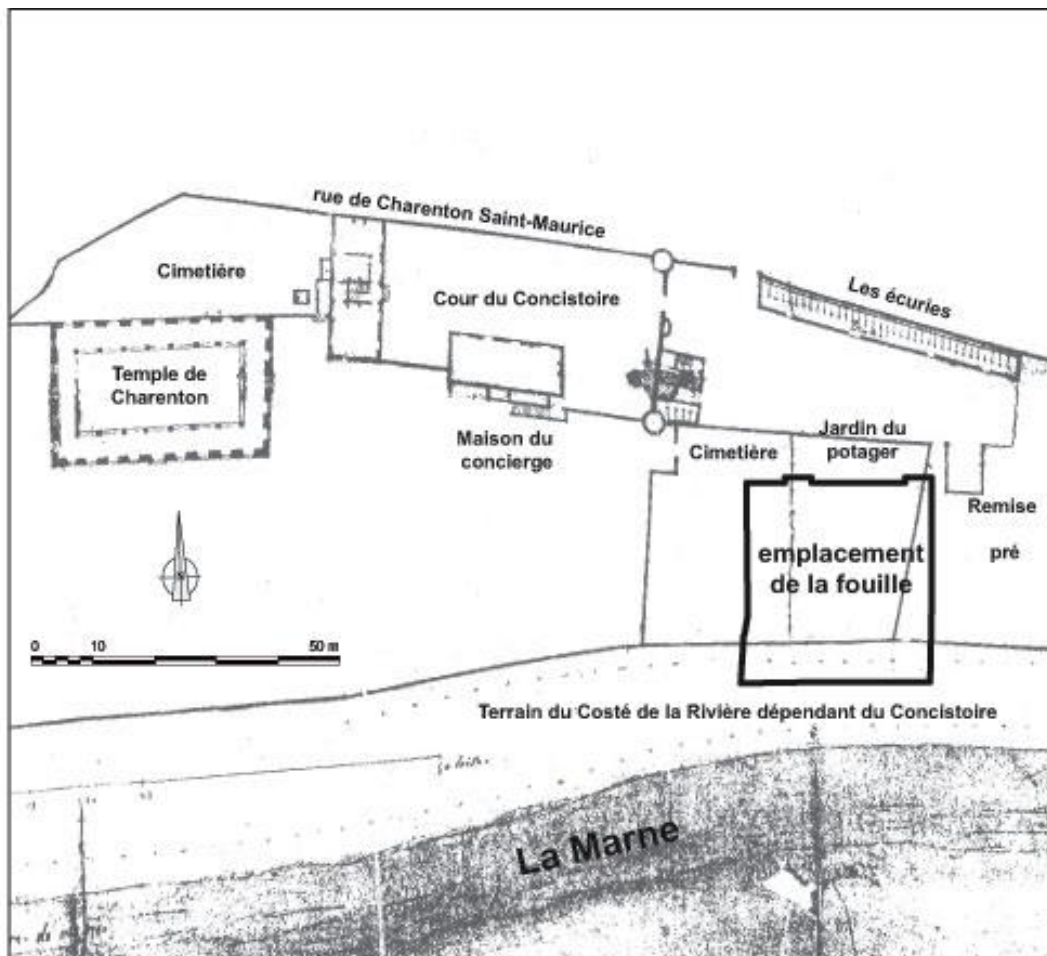 rue de Charenton Saint-Maurice
Cimetière
Cour du Concistoire
Les écuries
Temple de
Charenton
Maison du
concierge
Cimetière
Jardin du
potager
Remise
pré
emplacement
de la fouille
0 10 50 m
Terrain du Costé de la Rivière dépendant du Concistoire
La Marne